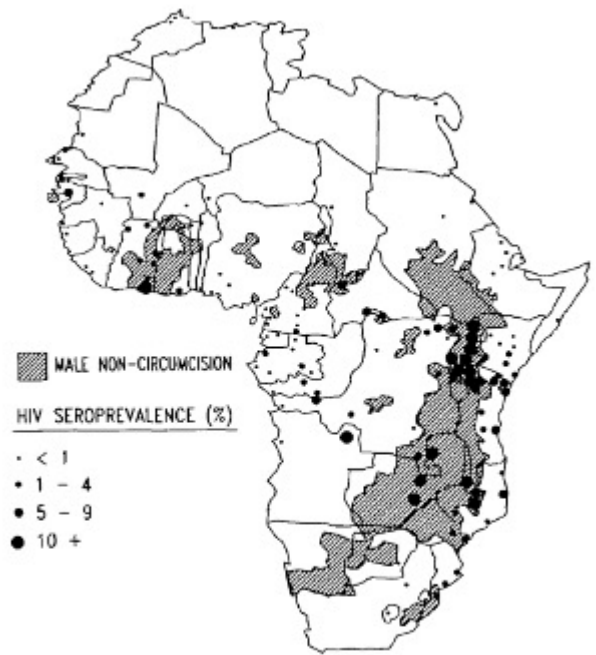 MALE NON-CIRCUMCISION
HIV SEROPREVALENCE (%)
< 1
1 - 4
5 - 9
10 +